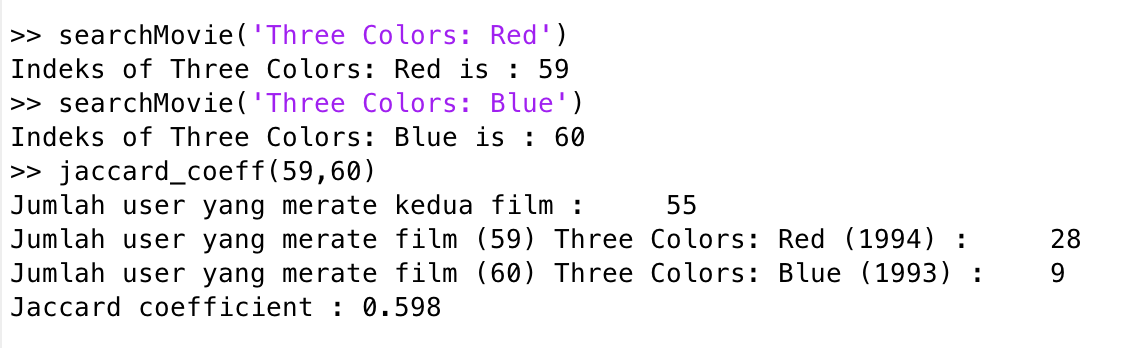 >> searchMovie('Three Colors: Red')
Indeks of Three Colors: Red is : 59
>> searchMovie('Three Colors: Blue')
Indeks of Three Colors: Blue is : 60
>> jaccard_coeff(59,60)
Jumlah user yang merate kedua film :     55
Jumlah user yang merate film (59) Three Colors: Red (1994) :     28
Jumlah user yang merate film (60) Three Colors: Blue (1993) :    9
Jaccard coefficient : 0.598